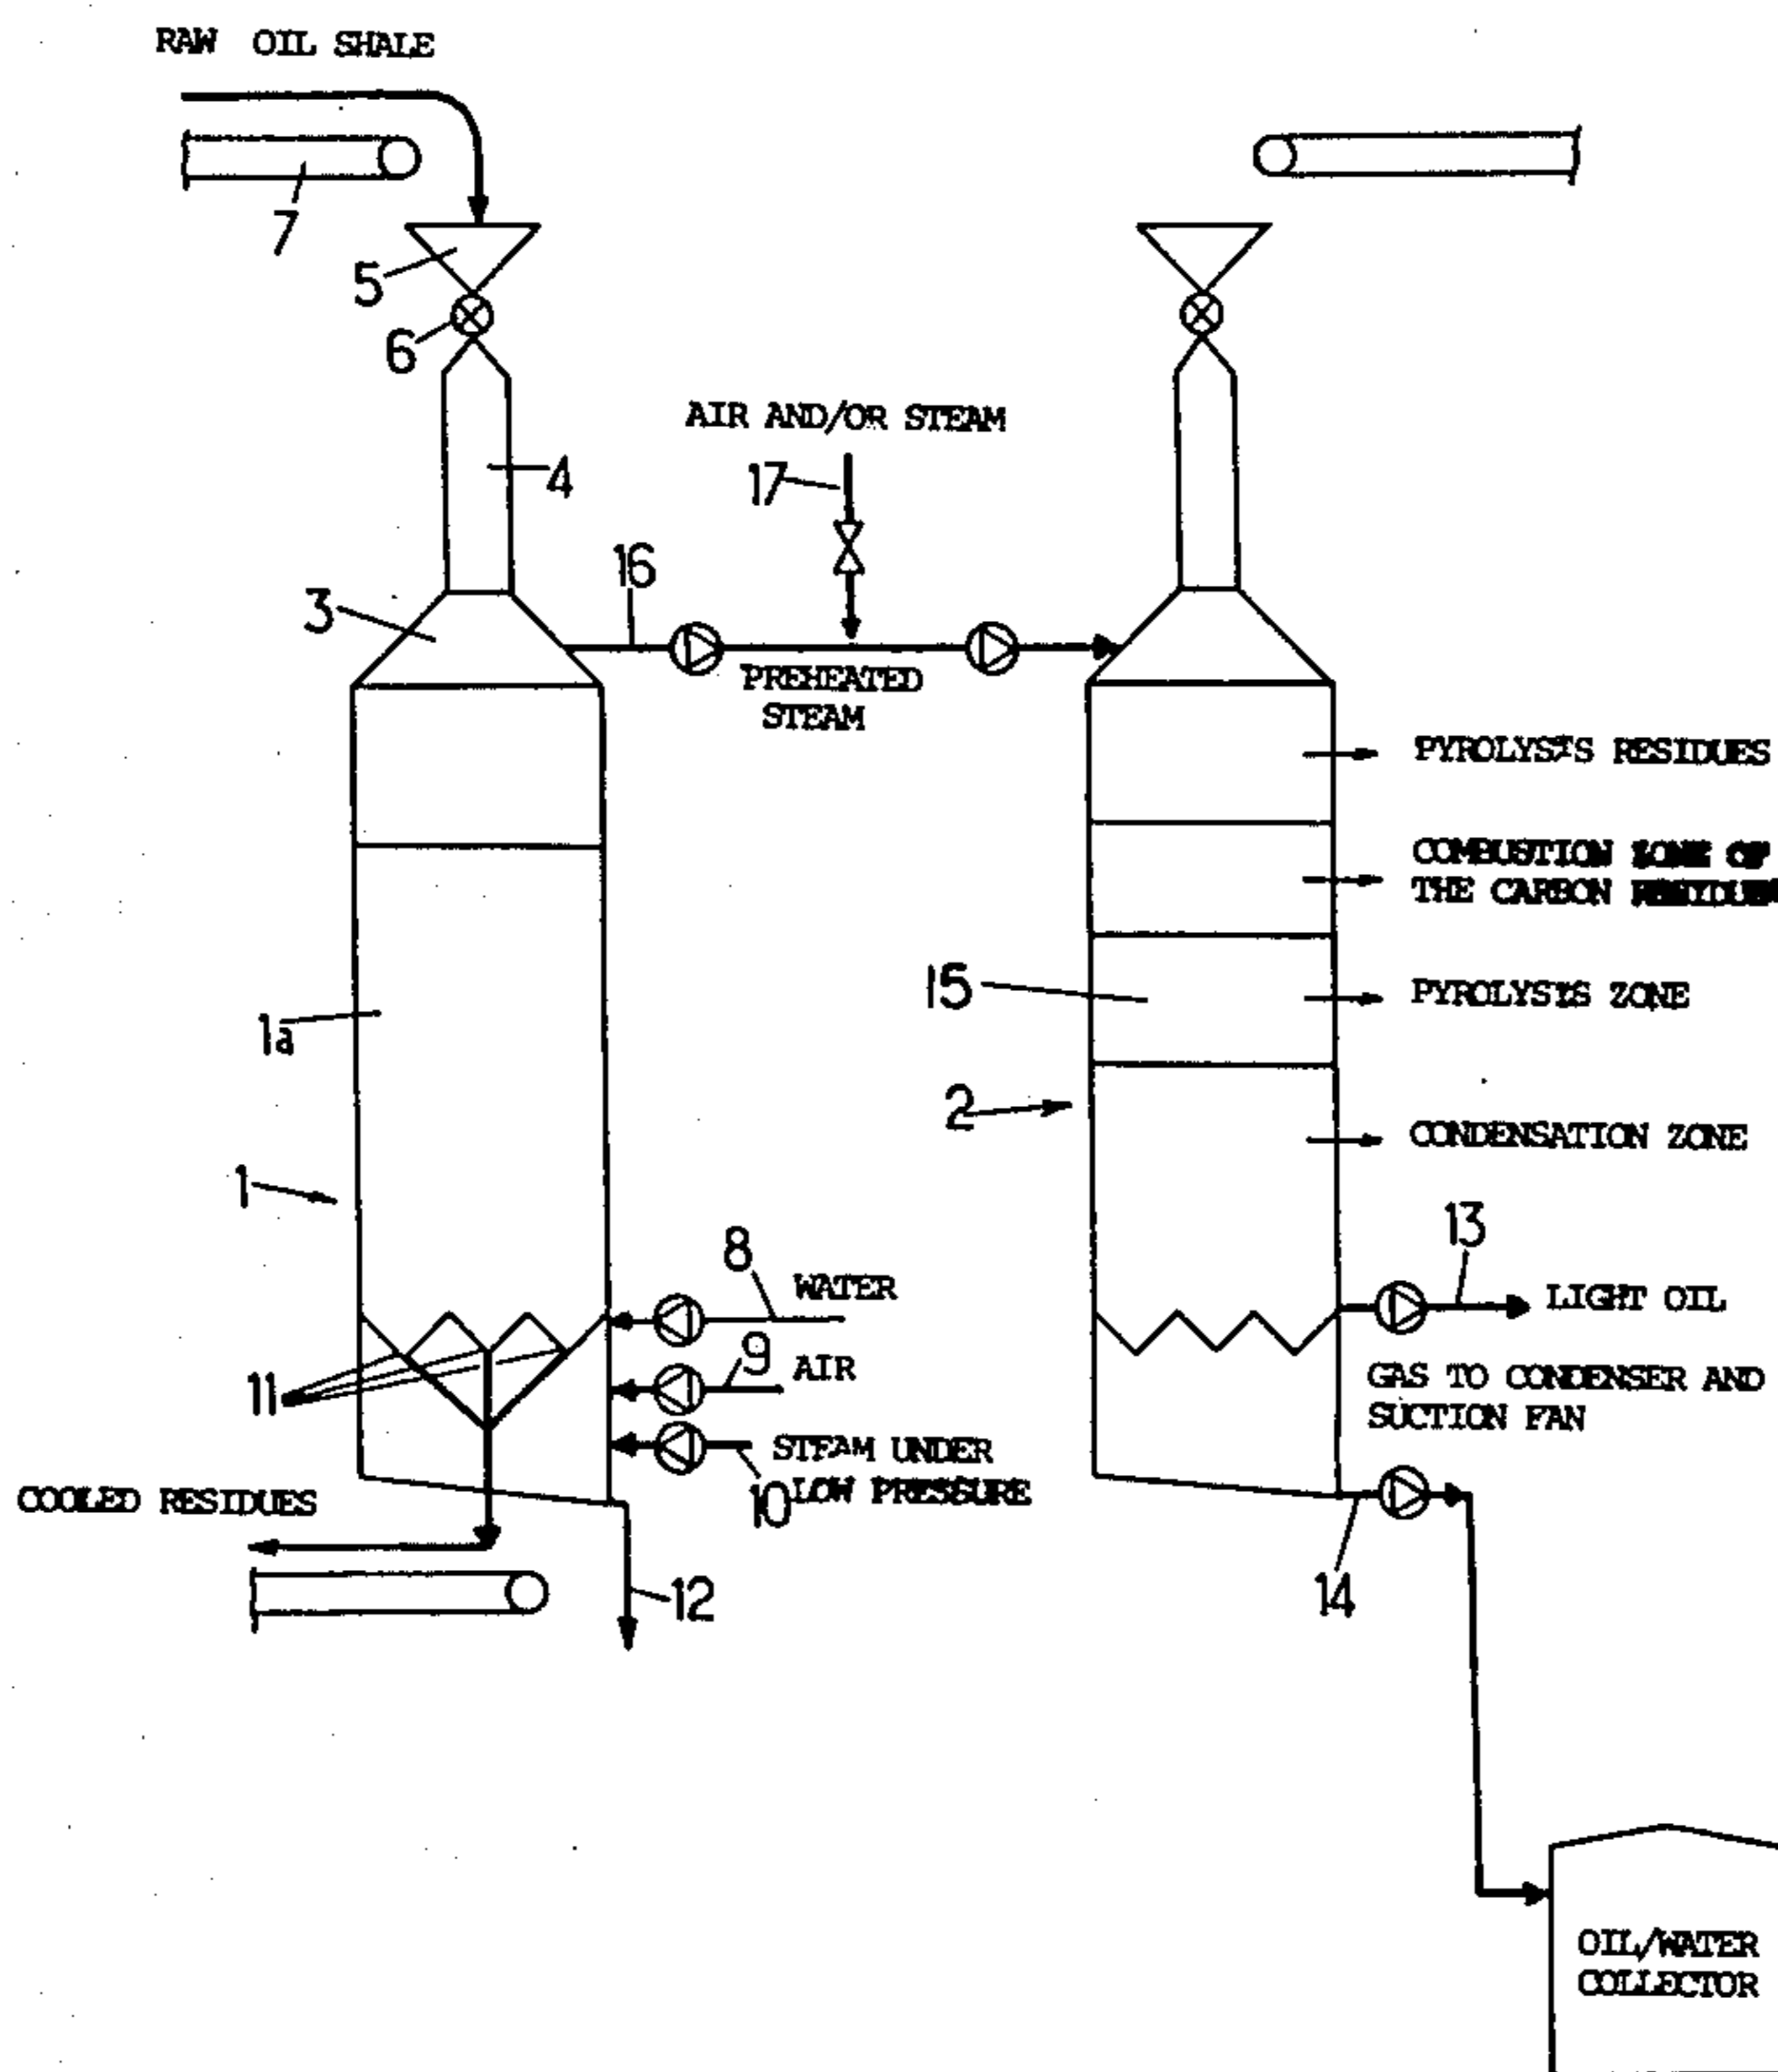 RAW OIL SHALE
7
5
6
AIR AND/OR STEAM
4
17
16
3
PREHEATED
STEAM
PYROLYSIS RESIDUES
COMBUSTION ZONE OF
THE CARBON
15
PYROLYSIS ZONE
1a
2
CONDENSATION ZONE
1
13
8
WATER
LIGHT OIL
9
AIR
11
GAS TO CONDENSER AND
SUCTION FAN
STEAM UNDER
10 LOW PRESSURE
COOLED RESIDUES
12
14
OIL/WATER
COLLECTOR